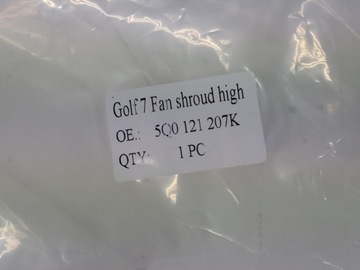 Golf 7 Fan shroud high
OE.: 5Q0 121 207K
QTY: 1 PC